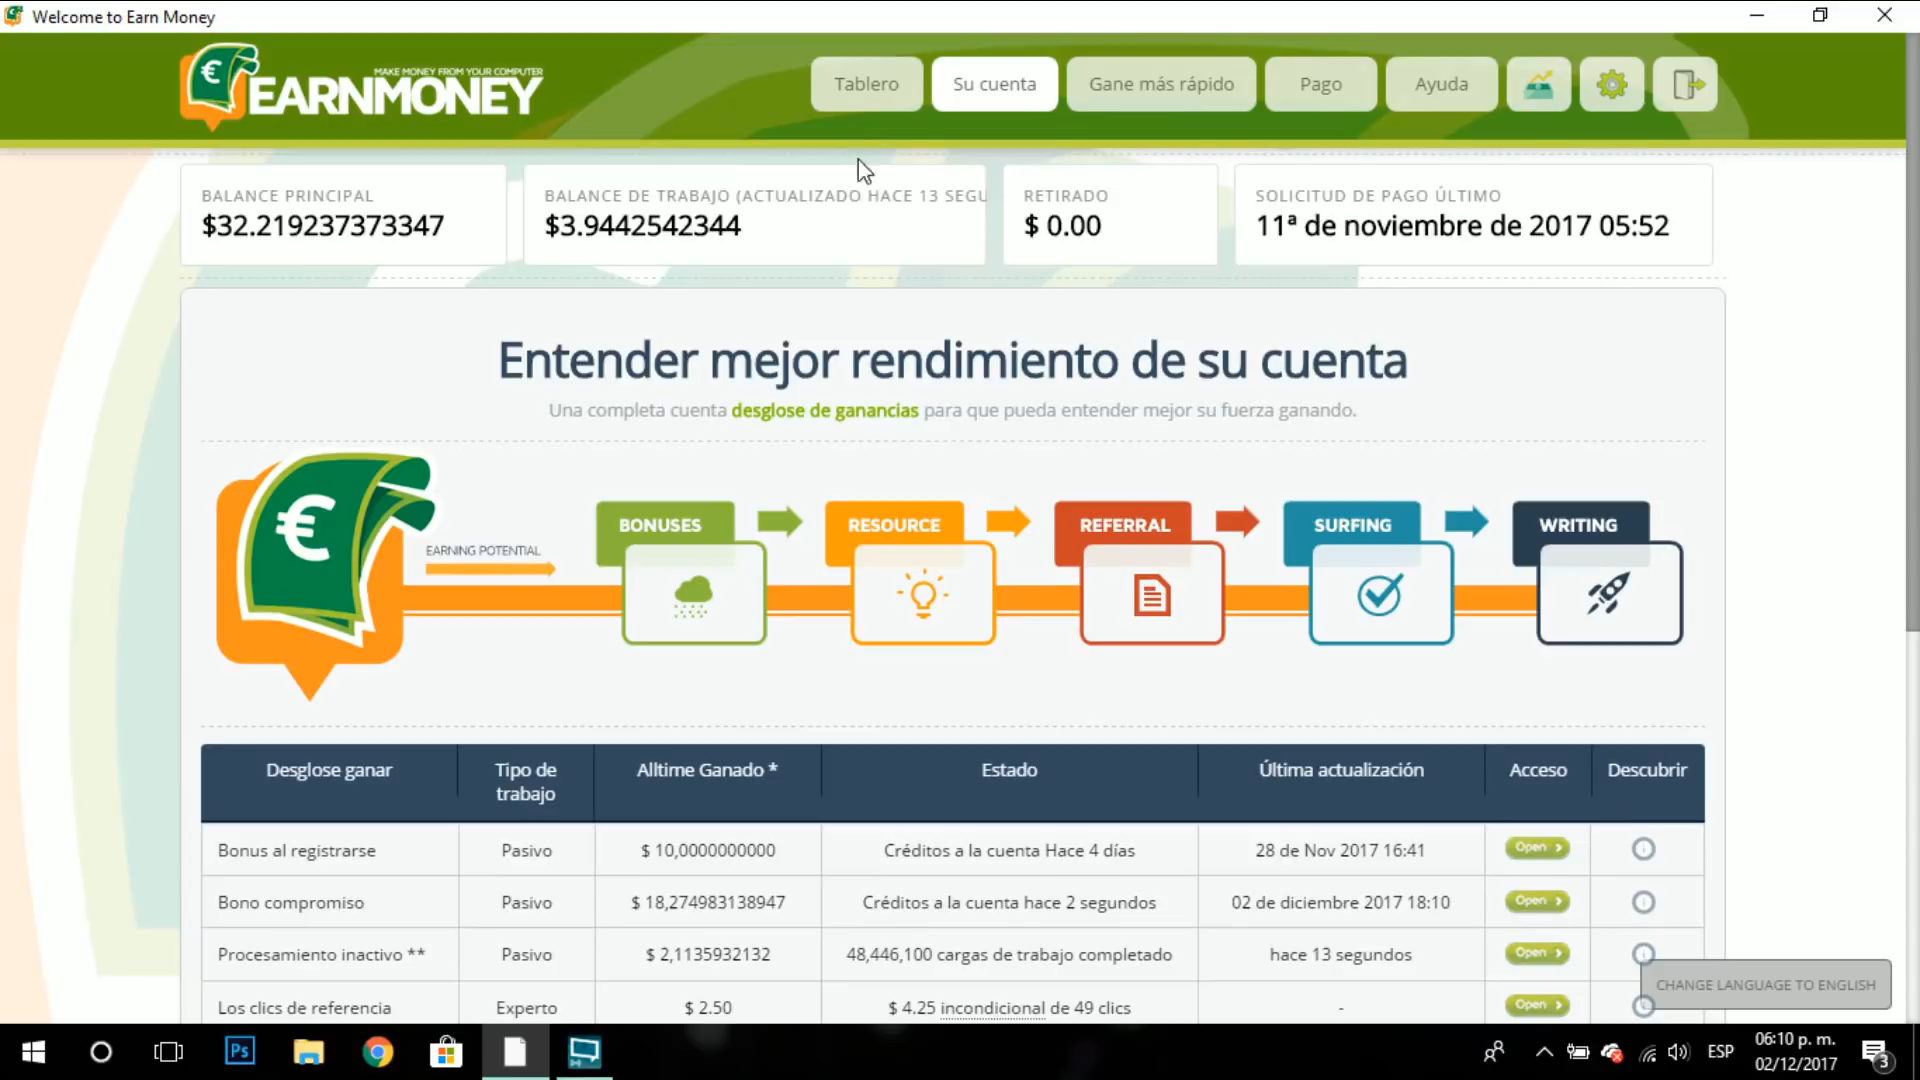 Welcome to Earn Money
€ MAKE MONEY FROM YOUR COMPUTER
EARNMONEY
Tablero Su cuenta Gane más rápido Pago Ayuda
BALANCE PRINCIPAL
$32.219237373347
BALANCE DE TRABAJO (ACTUALIZADO HACE 13 SEGU
$3.9442542344
RETIRADO
$ 0.00
SOLICITUD DE PAGO ÚLTIMO
11ª de noviembre de 2017 05:52
Entender mejor rendimiento de su cuenta
Una completa cuenta desglose de ganancias para que pueda entender mejor su fuerza ganando.
€
EARNING POTENTIAL
BONUSES RESOURCE REFERRAL SURFING WRITING
Desglose ganar Tipo de trabajo Alltime Ganado * Estado Última actualización Acceso Descubrir
Bonus al registrarse Pasivo $ 10,0000000000 Créditos a la cuenta Hace 4 días 28 de Nov 2017 16:41 Open
Bono compromiso Pasivo $ 18,274983138947 Créditos a la cuenta hace 2 segundos 02 de diciembre 2017 18:10 Open
Procesamiento inactivo ** Pasivo $ 2,1135932132 48,446,100 cargas de trabajo completado hace 13 segundos Open
Los clics de referencia Experto $ 2.50 $ 4.25 incondicional de 49 clics - Open
CHANGE LANGUAGE TO ENGLISH
Ps
ESP
06:10 p. m.
02/12/2017
3